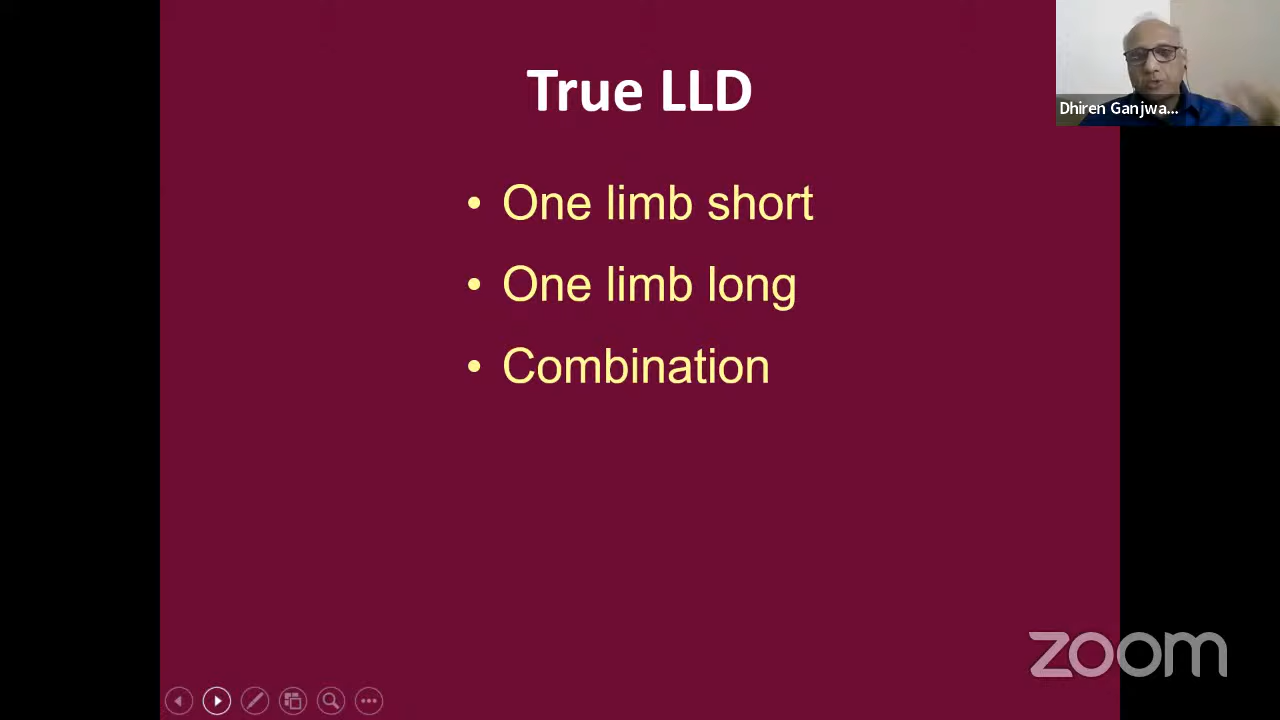 True LLD
Dhiren Ganjwa...
• One limb short
• One limb long
• Combination
zoom